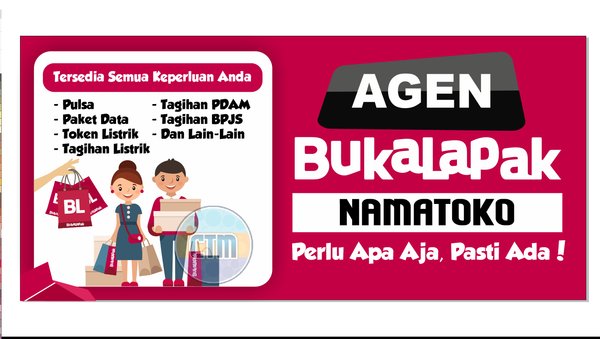 Tersedia Semua Keperluan Anda
- Pulsa
- Paket Data
- Token Listrik
- Tagihan Listrik
- Tagihan PDAM
- Tagihan BPJS
- Dan Lain-Lain
BL
CTM
AGEN
BukaLapak
NAMATOKO
Perlu Apa Aja, Pasti Ada!